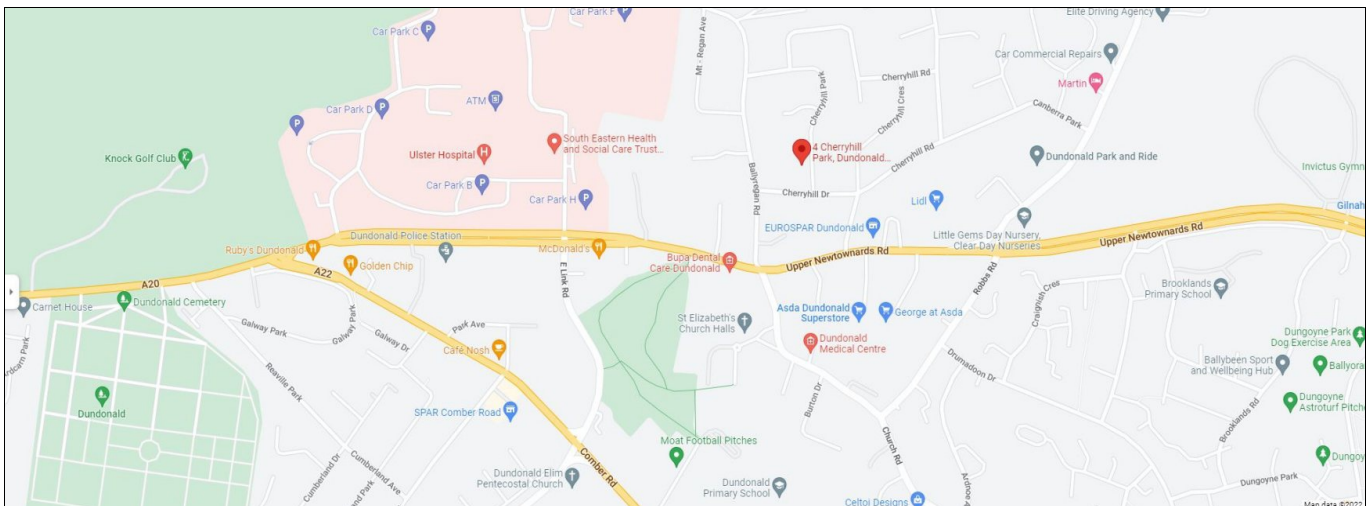 Car Park F
Elite Driving Agency
Car Park C
Mt - Regan Ave
Car Commercial Repairs
Cherryhill Rd
Martin
ATM
Cherryhill Park
Cherryhill Cres
Canberra Park
Car Park D
South Eastern Health
and Social Care Trust...
Ulster Hospital
4 Cherryhill
Park, Dundonald...
Cherryhill Rd
Dundonald Park and Ride
Knock Golf Club
Invictus Gymn
Car Park B
Ballyregan Rd
Cherryhill Dr
Car Park H
Lidl
Gilnah
EUROSPAR Dundonald
Little Gems Day Nursery,
Clear Day Nurseries
Dundonald Police Station
Ruby's Dundonald
McDonald's
Upper Newtownards Rd
Upper Newtownards Rd
Bupa Dental
Care Dundonald
Golden Chip
A22
E Link Rd
Robbs Rd
A20
Brooklands
Primary School
Craigleith Cres
Dundonald Cemetery
Carnet House
Asda Dundonald
Superstore
George at Asda
St Elizabeth's
Church Halls
Galway Park
Galway Park
Park Ave
Dungoyne Park
Dog Exercise Area
Dundonald
Medical Centre
Galway Dr
Café Nosh
Drumadoon Dr
Ballybeen Sport
and Wellbeing Hub
Ballyora
Reaville Park
rdcarn Park
Burton Dr
Dundonald
SPAR Comber Road
Dungoyne
Astroturf Pitche
Brooklands Rd
Church Rd
Moat Football Pitches
Comber Rd
Cumberland Dr
Cumberland Ave
land Park
Dundonald Elim
Pentecostal Church
Dungoy
Ardnoe A
Dundonald
Primary School
Dungoyne Park
Celtoi Designs
Map data ©2022